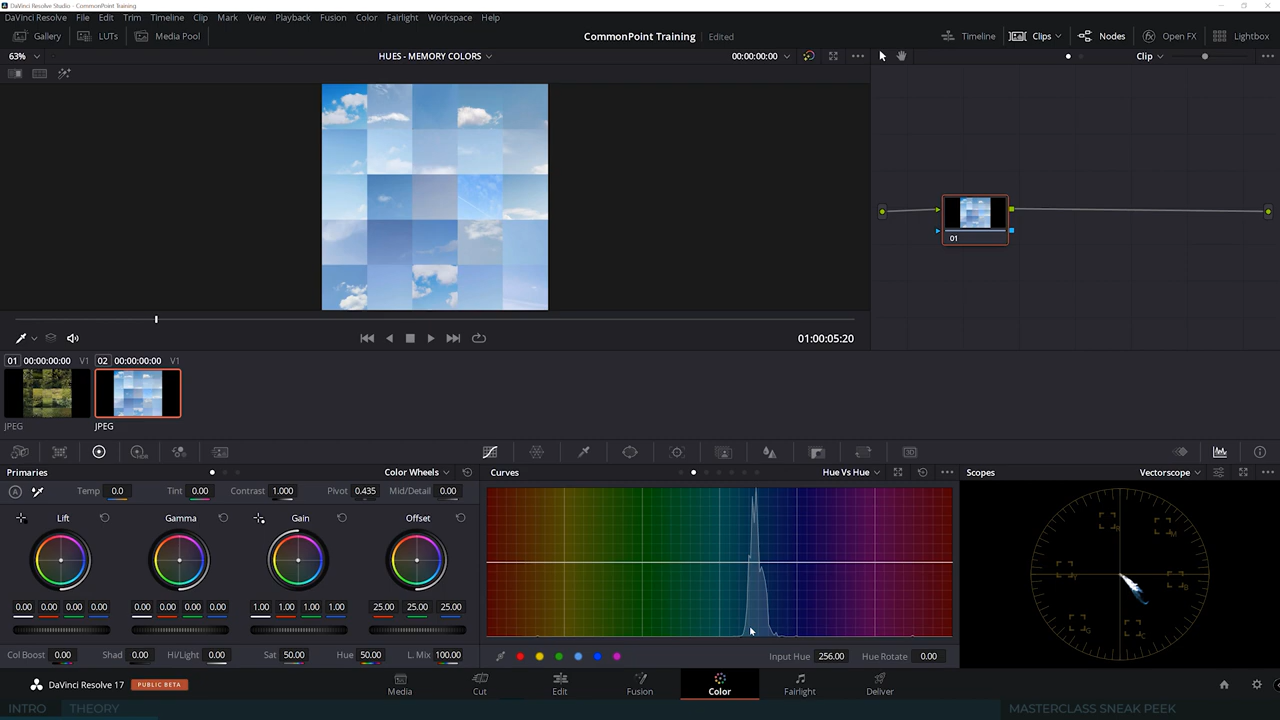 DaVinci Resolve Studio - CommonPoint Training
DaVinci Resolve File Edit Trim Timeline Clip Mark View Playback Fusion Color Fairlight Workspace Help
Gallery LUTs Media Pool CommonPoint Training Edited Timeline Clips Nodes Open FX Lightbox
63% HUES - MEMORY COLORS 00:00:00:00 Clip
01
01:00:05:20
01 00:00:00:00 V1 02 00:00:00:00 V1
JPEG JPEG
Primaries Color Wheels Curves Hue Vs Hue Scopes Vectorscope
Temp 0.0 Tint 0.00 Contrast 1.000 Pivot 0.435 Mid/Detail 0.00
Lift Gamma Gain Offset
0.00 0.00 0.00 0.00 0.00 0.00 0.00 0.00 1.00 1.00 1.00 1.00 25.00 25.00 25.00
Col Boost 0.00 Shad 0.00 Hi/Light 0.00 Sat 50.00 Hue 50.00 L. Mix 100.00 Input Hue 256.00 Hue Rotate 0.00
DaVinci Resolve 17 PUBLIC BETA Media Cut Edit Fusion Color Fairlight Deliver
INTRO THEORY MASTERCLASS SNEAK PEEK